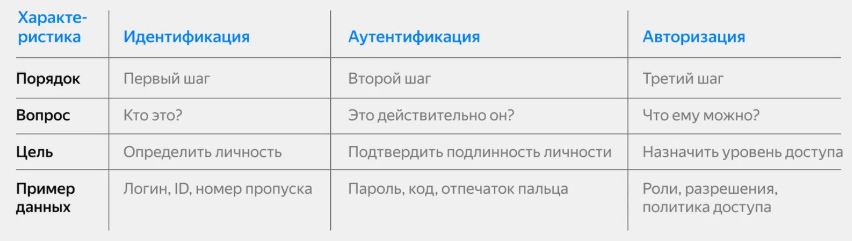 Характе-
ристика Идентификация Аутентификация Авторизация
Порядок Первый шаг Второй шаг Третий шаг
Вопрос Кто это? Это действительно он? Что ему можно?
Цель Определить личность Подтвердить подлинность личности Назначить уровень доступа
Пример Логин, ID, номер пропуска Пароль, код, отпечаток пальца Роли, разрешения,
данных политика доступа